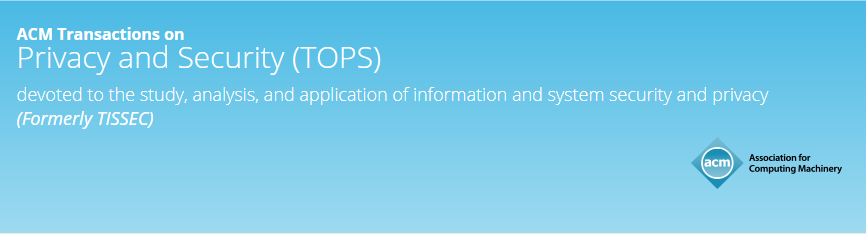 ACM Transactions on
Privacy and Security (TOPS)
devoted to the study, analysis, and application of information and system security and privacy
(Formerly TISSEC)
acm
Association for
Computing Machinery